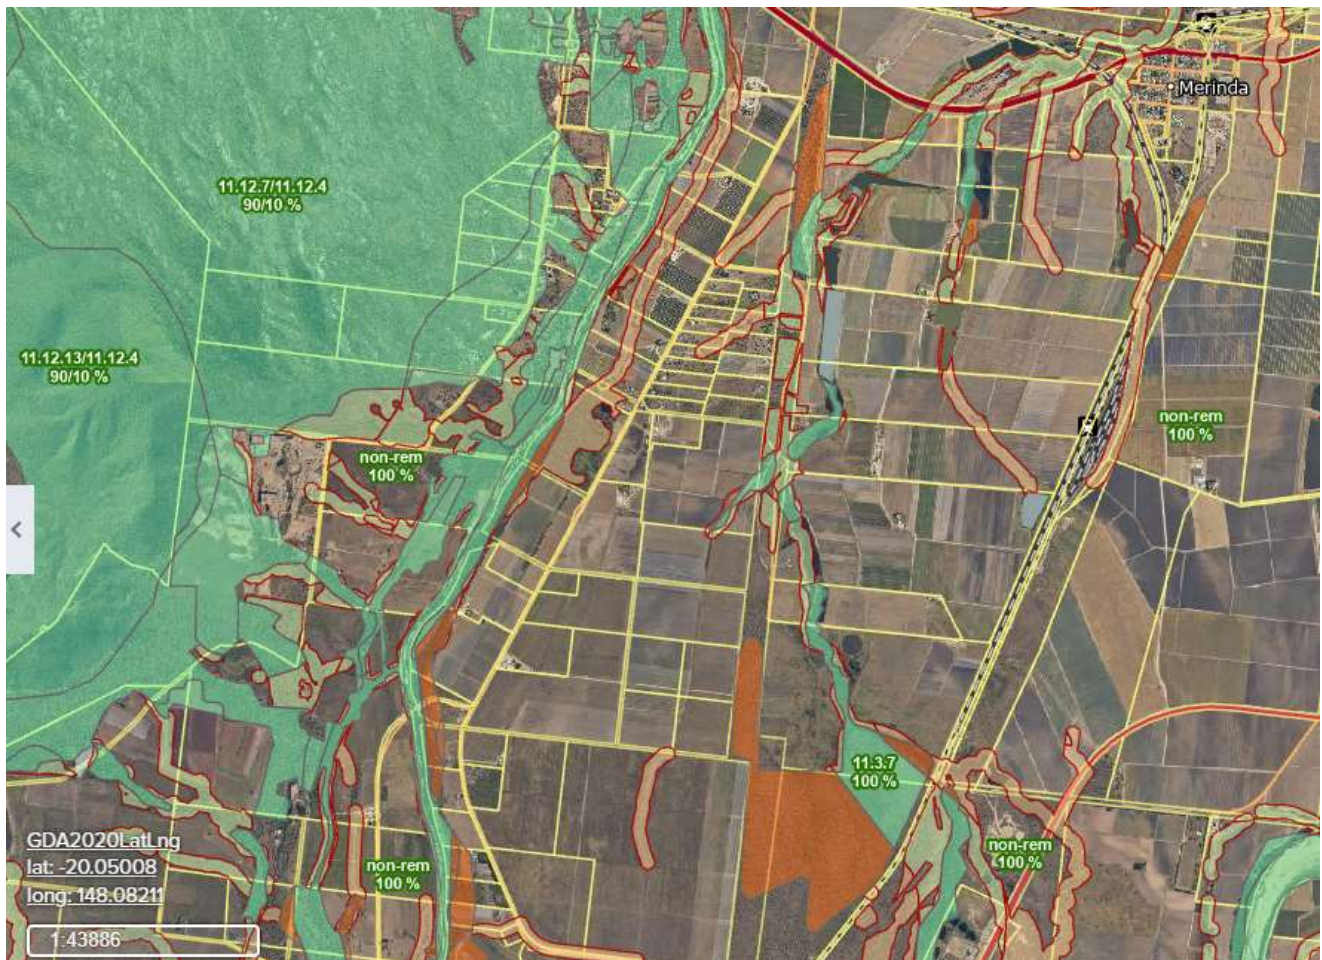 Merinda
11.12.7/11.12.4
90/10 %
11.12.13/11.12.4
90/10 %
non-rem
100 %
non-rem
100 %
11.3.7
100 %
non-rem
100 %
non-rem
100 %
GDA2020LatLng
lat: -20.05008
long: 148.08211
1:43886